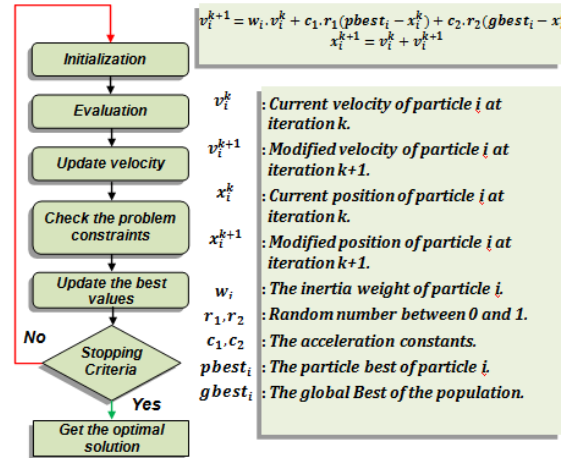 v_i^{k+1} = w_i.v_i^k + c_1.r_1(pbest_i − x_i^k) + c_2.r_2(gbest_i − x
x_i^{k+1} = v_i^k + v_i^{k+1}
Initialization
Evaluation
Update velocity
Check the problem
constraints
Update the best
values
No
Stopping
Criteria
Yes
Get the optimal
solution
v_i^k : Current velocity of particle i at
iteration k.
v_i^{k+1} : Modified velocity of particle i at
iteration k+1.
x_i^k : Current position of particle i at
iteration k.
x_i^{k+1} : Modified position of particle i at
iteration k+1.
w_i : The inertia weight of particle i.
r_1,r_2 : Random number between 0 and 1.
c_1,c_2 : The acceleration constants.
pbest_i : The particle best of particle i.
gbest_i : The global Best of the population.